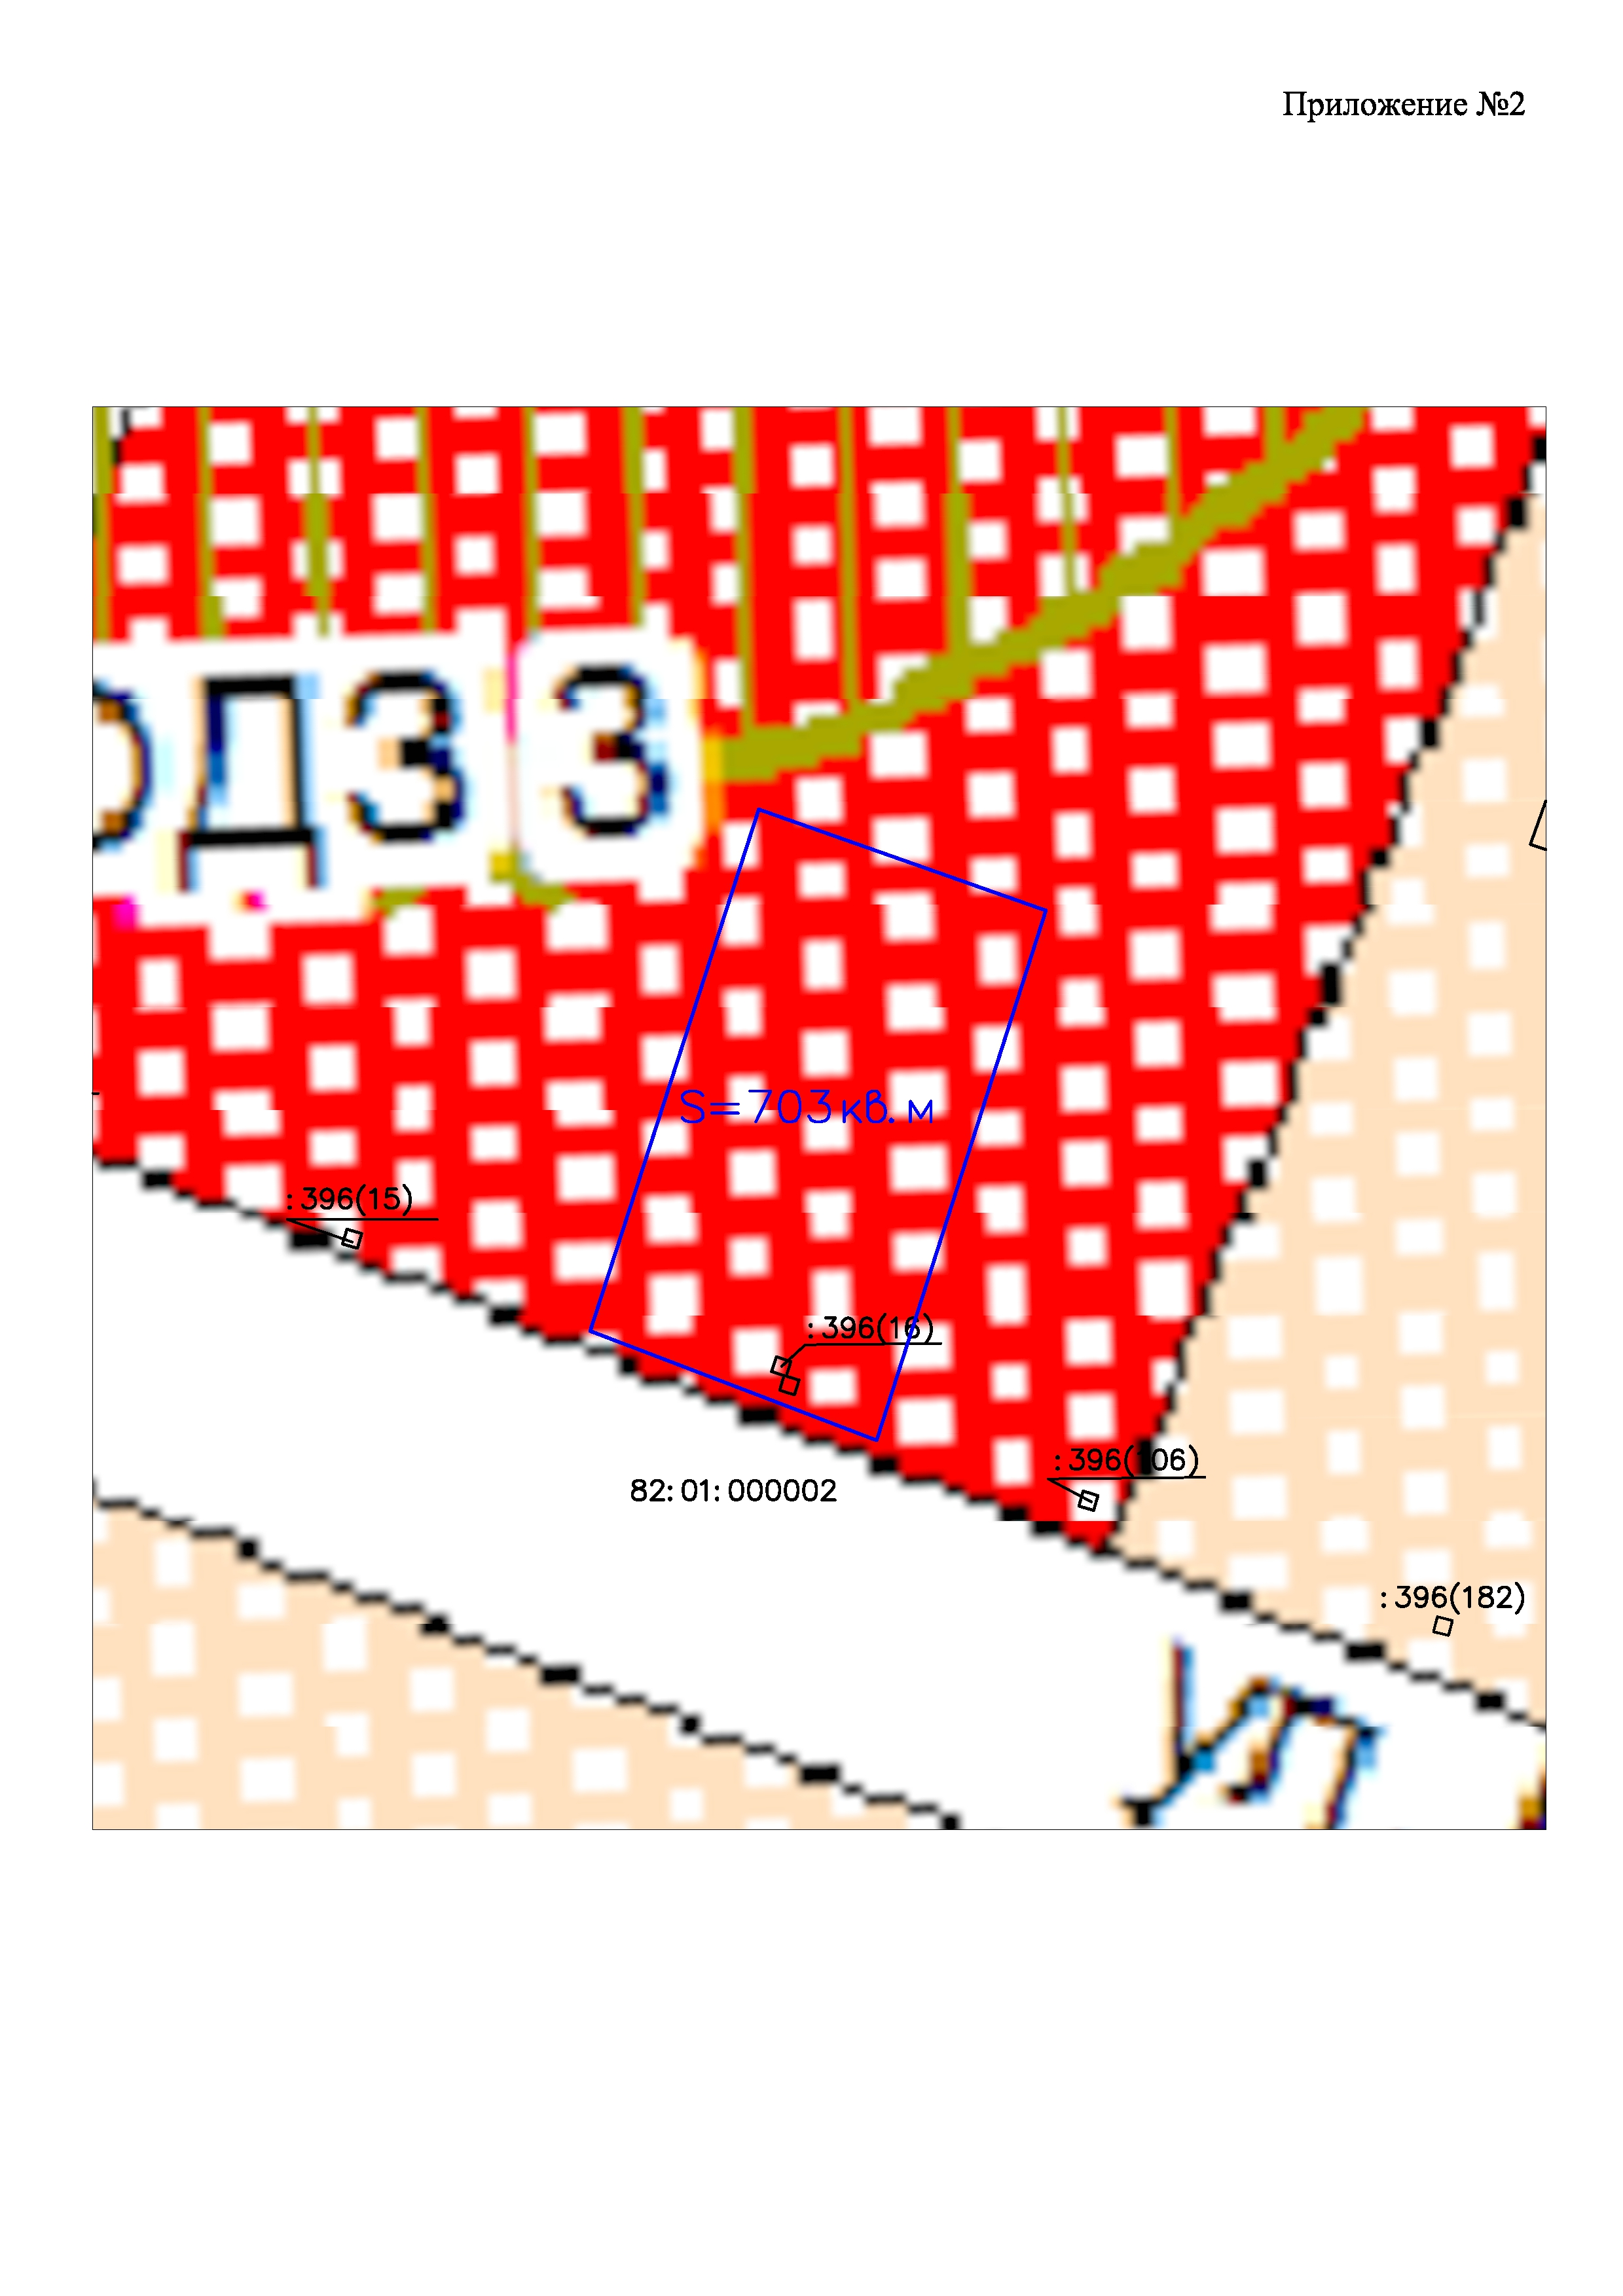 Приложение №2
ОДЗ 3
S=703кв.м
:396(15)
:396(16)
:396(106)
82:01:000002
:396(182)
ул